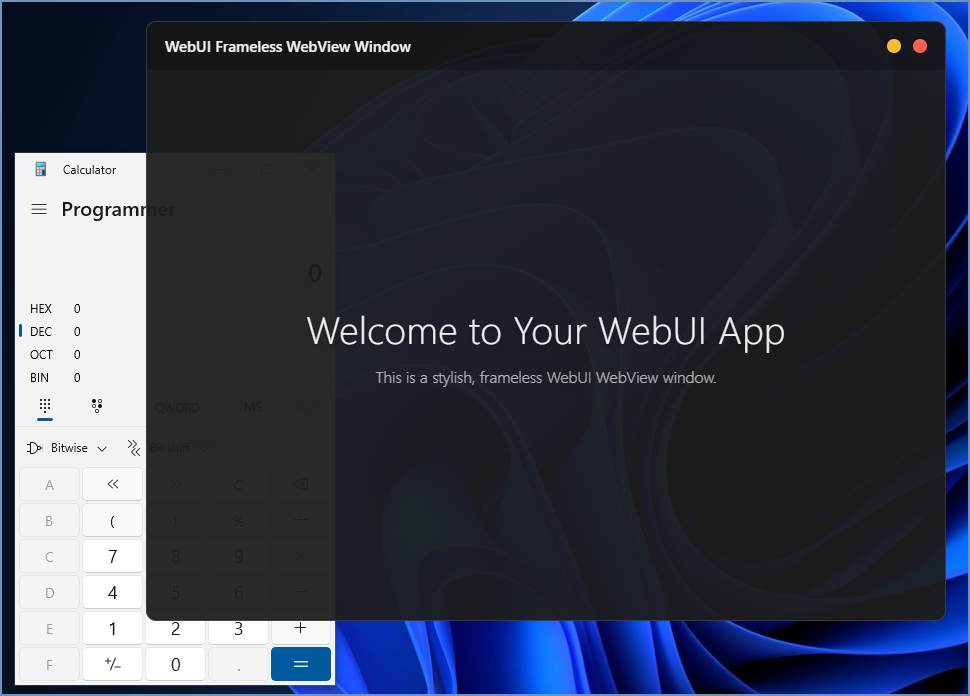 WebUI Frameless WebView Window
Calculator
Programmer
0
HEX 0
DEC 0
OCT 0
BIN 0
QWORD MS
Bitwise Bit shift
Welcome to Your WebUI App
This is a stylish, frameless WebUI WebView window.
A « » C
B ( ) %
C 7 8 9 ×
D 4 5 6 −
E 1 2 3 +
F +/− 0 . =